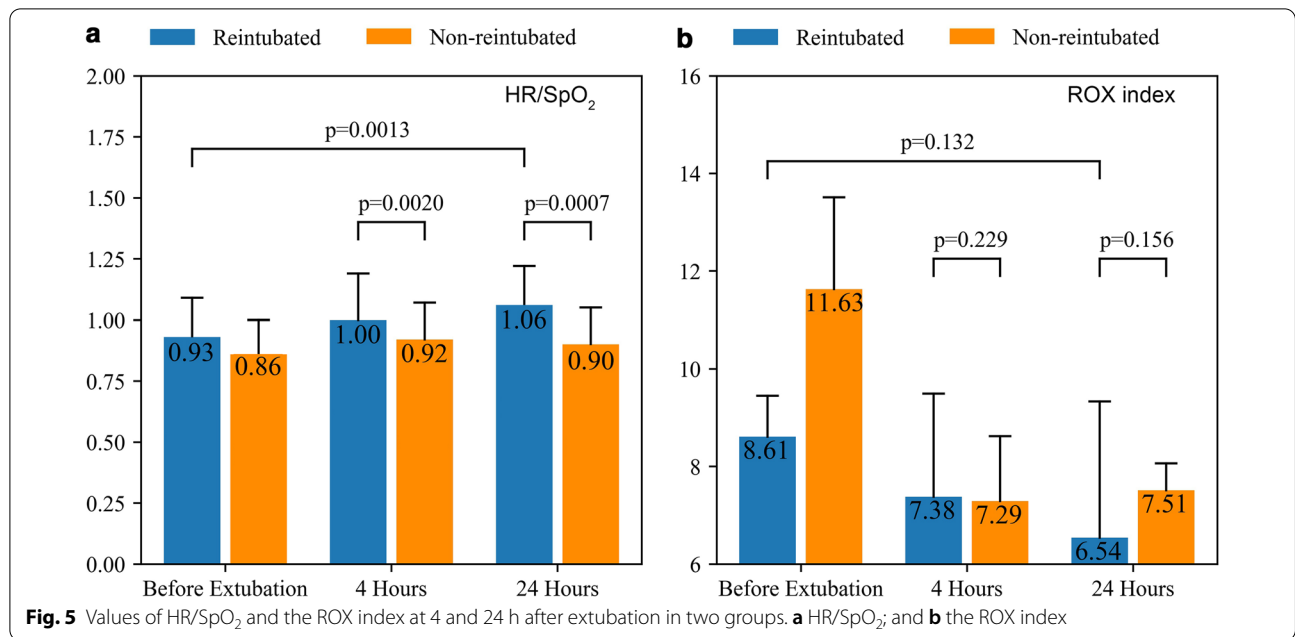 a Reintubated Non-reintubated
HR/SpO₂
2.00
1.75
1.50
1.25
1.00
0.75
0.50
0.25
0.00
p=0.0013
p=0.0020 p=0.0007
0.93 0.86 1.00 0.92 1.06 0.90
Before Extubation 4 Hours 24 Hours
b Reintubated Non-reintubated
ROX index
16
14
12
10
8
6
p=0.132
p=0.229 p=0.156
8.61 11.63 7.38 7.29 6.54 7.51
Before Extubation 4 Hours 24 Hours
Fig. 5 Values of HR/SpO₂ and the ROX index at 4 and 24 h after extubation in two groups. a HR/SpO₂; and b the ROX index